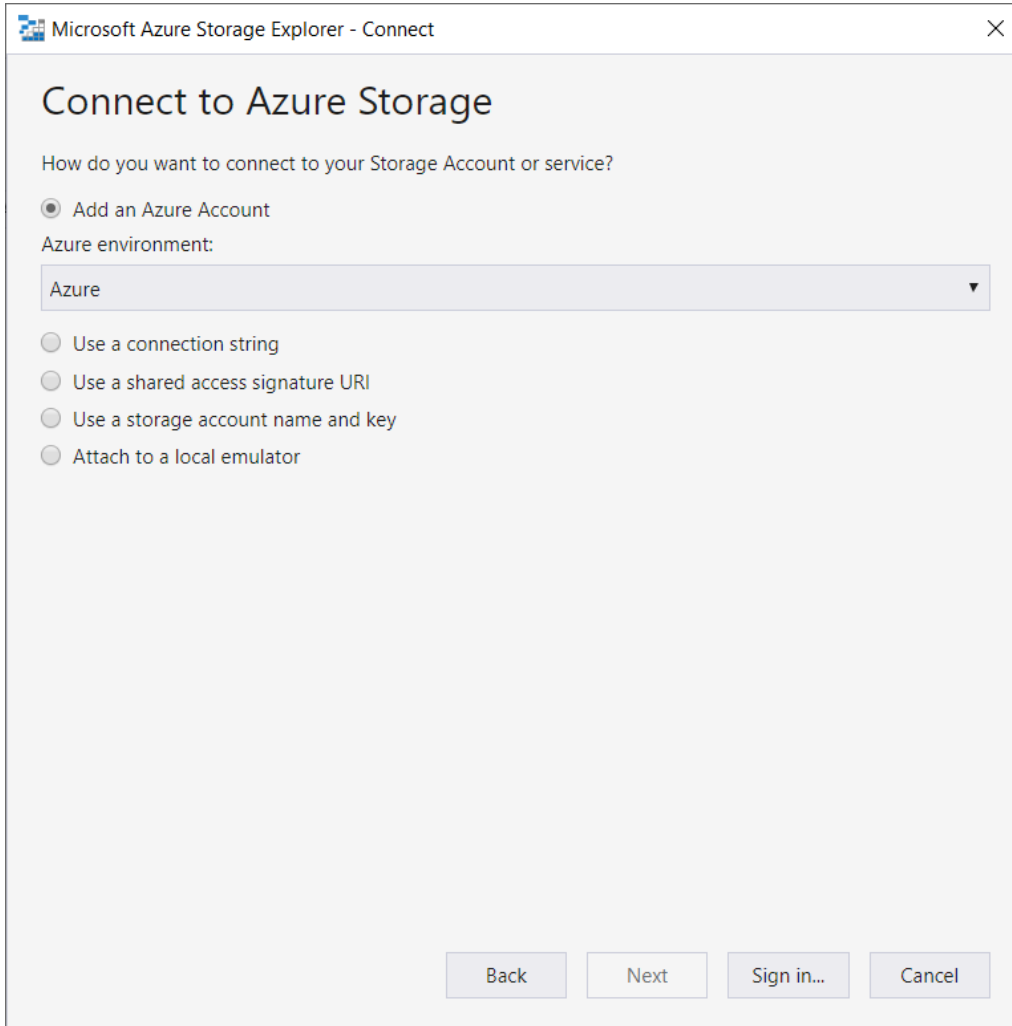 Microsoft Azure Storage Explorer - Connect
Connect to Azure Storage
How do you want to connect to your Storage Account or service?
Add an Azure Account
Azure environment:
Azure
Use a connection string
Use a shared access signature URI
Use a storage account name and key
Attach to a local emulator
Back Next Sign in... Cancel